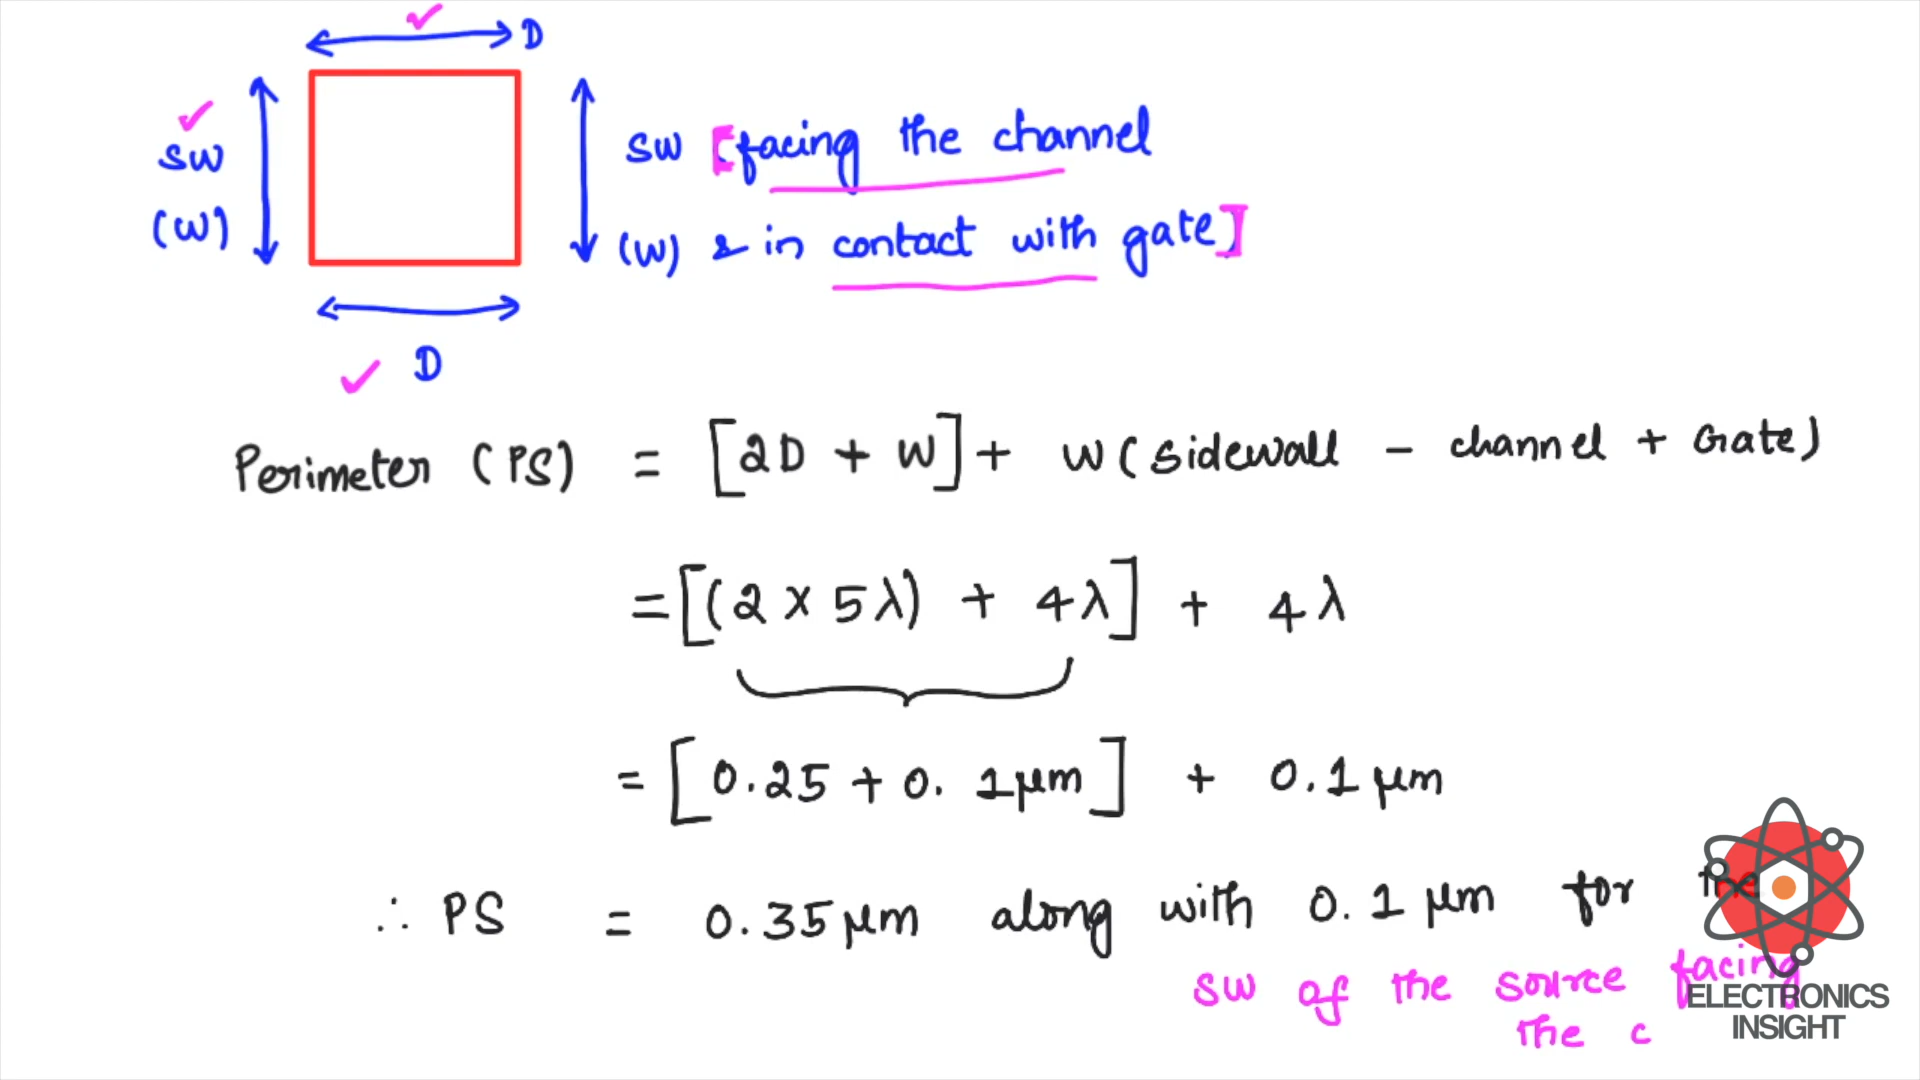 D
SW SW [facing the channel
(W) (W) & in contact with gate]
D
Perimeter (PS) = [2D + W] + W (sidewall - channel + Gate)
= [(2 x 5λ) + 4λ] + 4λ
= [0.25 + 0.1μm] + 0.1μm
∴ PS = 0.35μm along with 0.1μm for the
SW of the source facing
the c
ELECTRONICS
INSIGHT